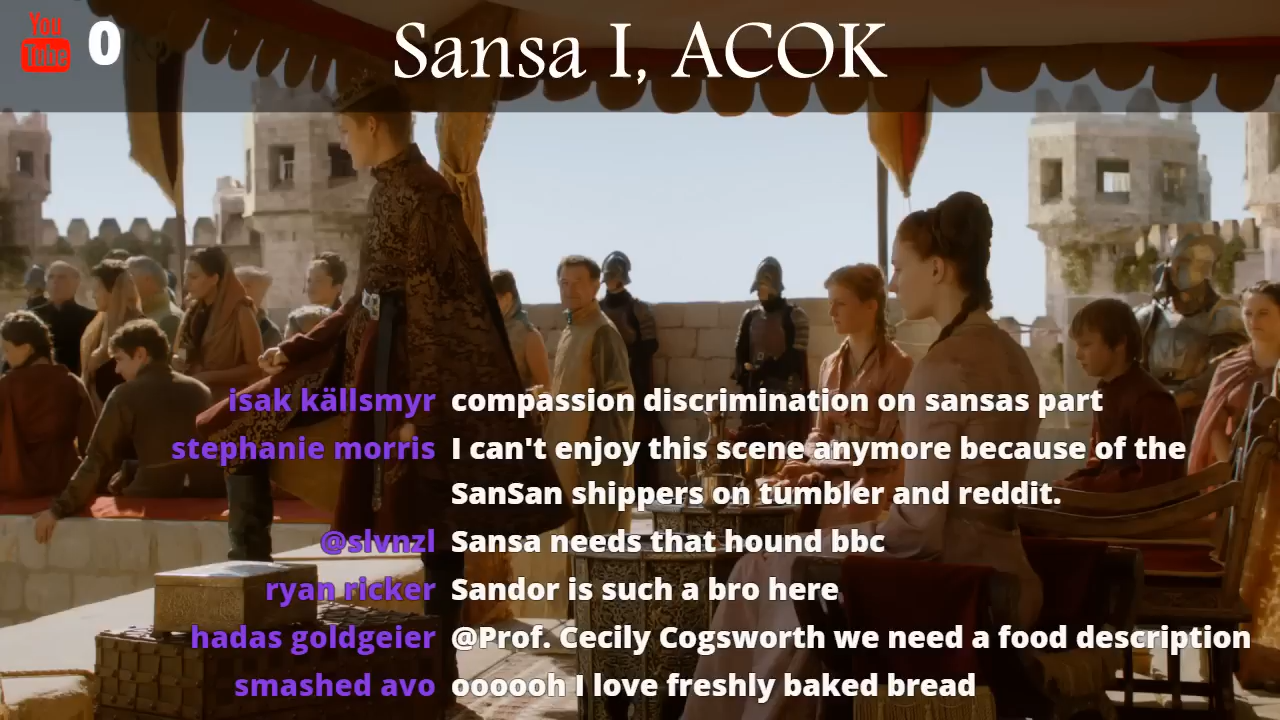 You
Tube
0
Sansa I, ACOK
isak källsmyr compassion discrimination on sansas part
stephanie morris I can't enjoy this scene anymore because of the
SanSan shippers on tumbler and reddit.
@slvnzl Sansa needs that hound bbc
ryan ricker Sandor is such a bro here
hadas goldgeier @Prof. Cecily Cogsworth we need a food description
smashed avo oooooh I love freshly baked bread